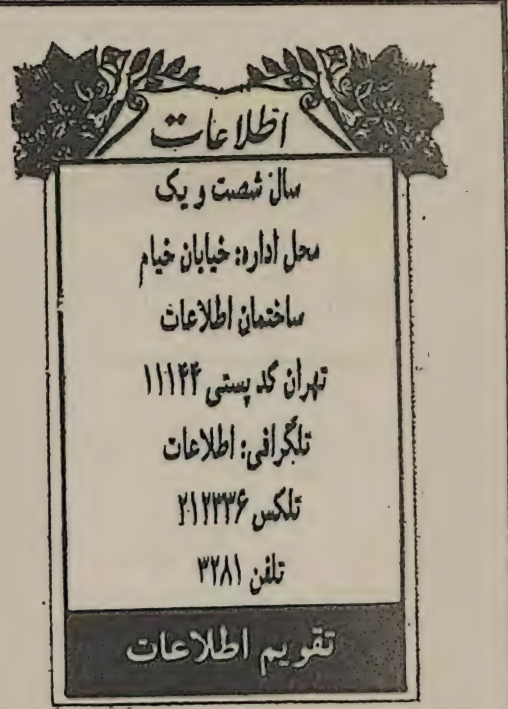 اطلاعات
سال شصت و یک
محل اداره: خیابان خیام
ساختمان اطلاعات
تهران کد پستی ۱۱۱۴۴
تلگرافی: اطلاعات
تلکس ۲۱۲۳۳۶
تلفن ۳۲۸۱
تقویم اطلاعات